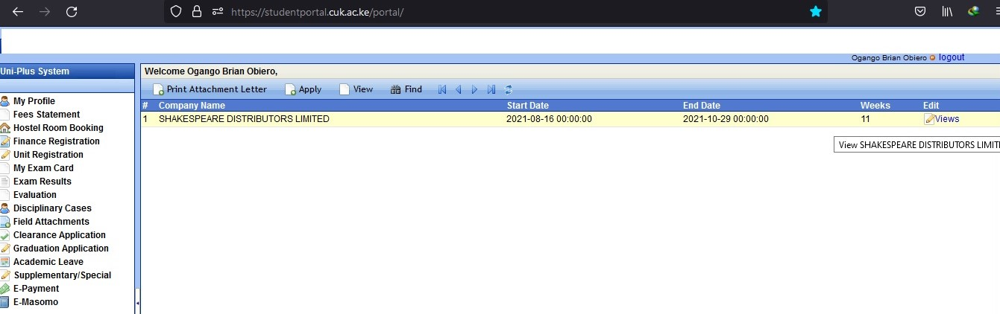 https://studentportal.cuk.ac.ke/portal/
Ogango Brian Obiero logout
Uni-Plus System
Welcome Ogango Brian Obiero,
Print Attachment Letter Apply View Find
# Company Name Start Date End Date Weeks Edit
1 SHAKESPEARE DISTRIBUTORS LIMITED 2021-08-16 00:00:00 2021-10-29 00:00:00 11 Views
View SHAKESPEARE DISTRIBUTORS LIMIT
My Profile
Fees Statement
Hostel Room Booking
Finance Registration
Unit Registration
My Exam Card
Exam Results
Evaluation
Disciplinary Cases
Field Attachments
Clearance Application
Graduation Application
Academic Leave
Supplementary/Special
E-Payment
E-Masomo